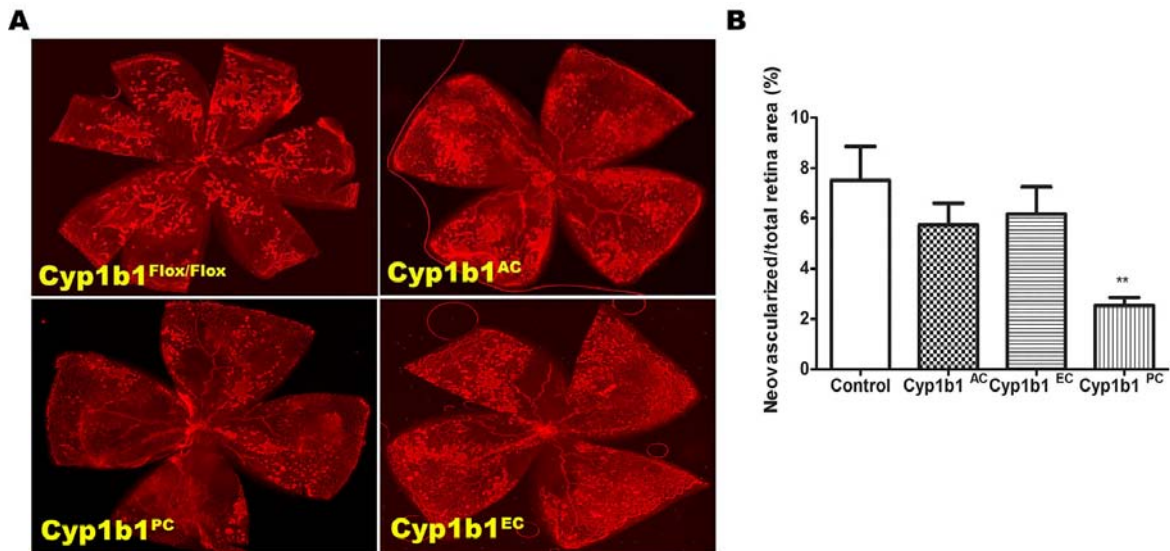 A
Cyp1b1Flox/Flox
Cyp1b1AC
Cyp1b1PC
Cyp1b1EC
B
Neovascularized/total retina area (%)
10
8
6
4
2
0
**
Control
Cyp1b1 AC
Cyp1b1 EC
Cyp1b1 PC